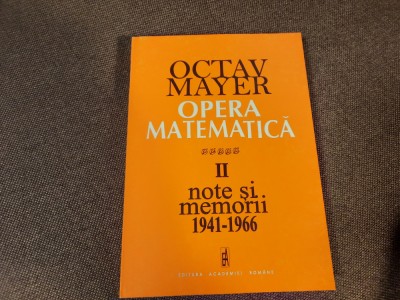 OCTAV
MAYER
OPERA
MATEMATICĂ
II
note și
memorii
1941-1966
EDITURA ACADEMIEI ROMÂNE